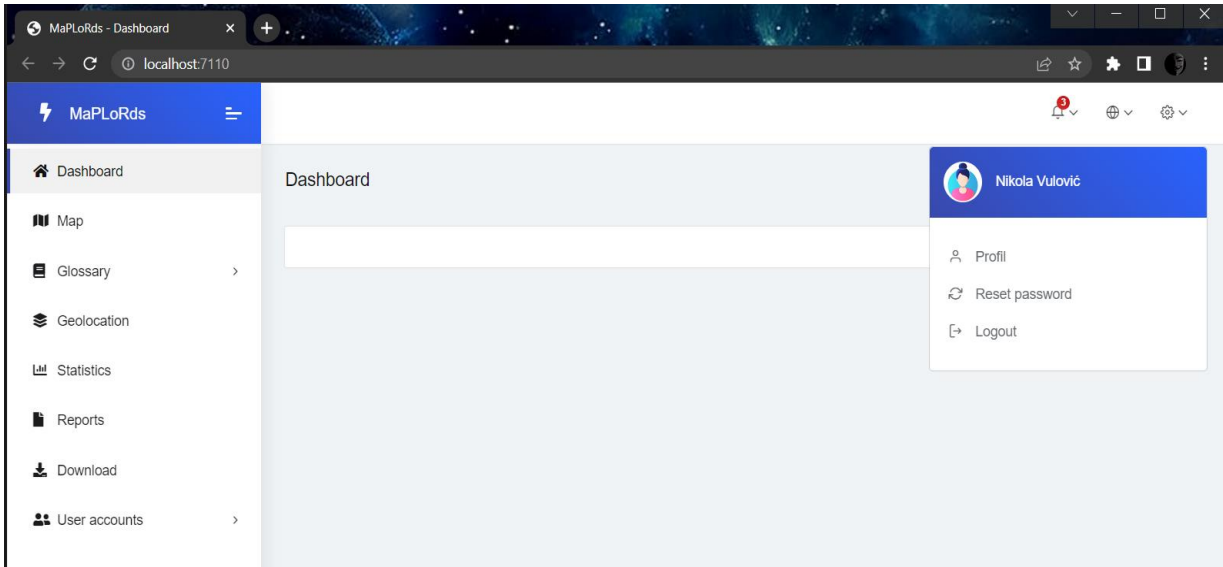 MaPLoRds - Dashboard
localhost:7110
MaPLoRds
3
Dashboard
Map
Glossary
Geolocation
Statistics
Reports
Download
User accounts
Dashboard
Nikola Vulović
Profil
Reset password
Logout